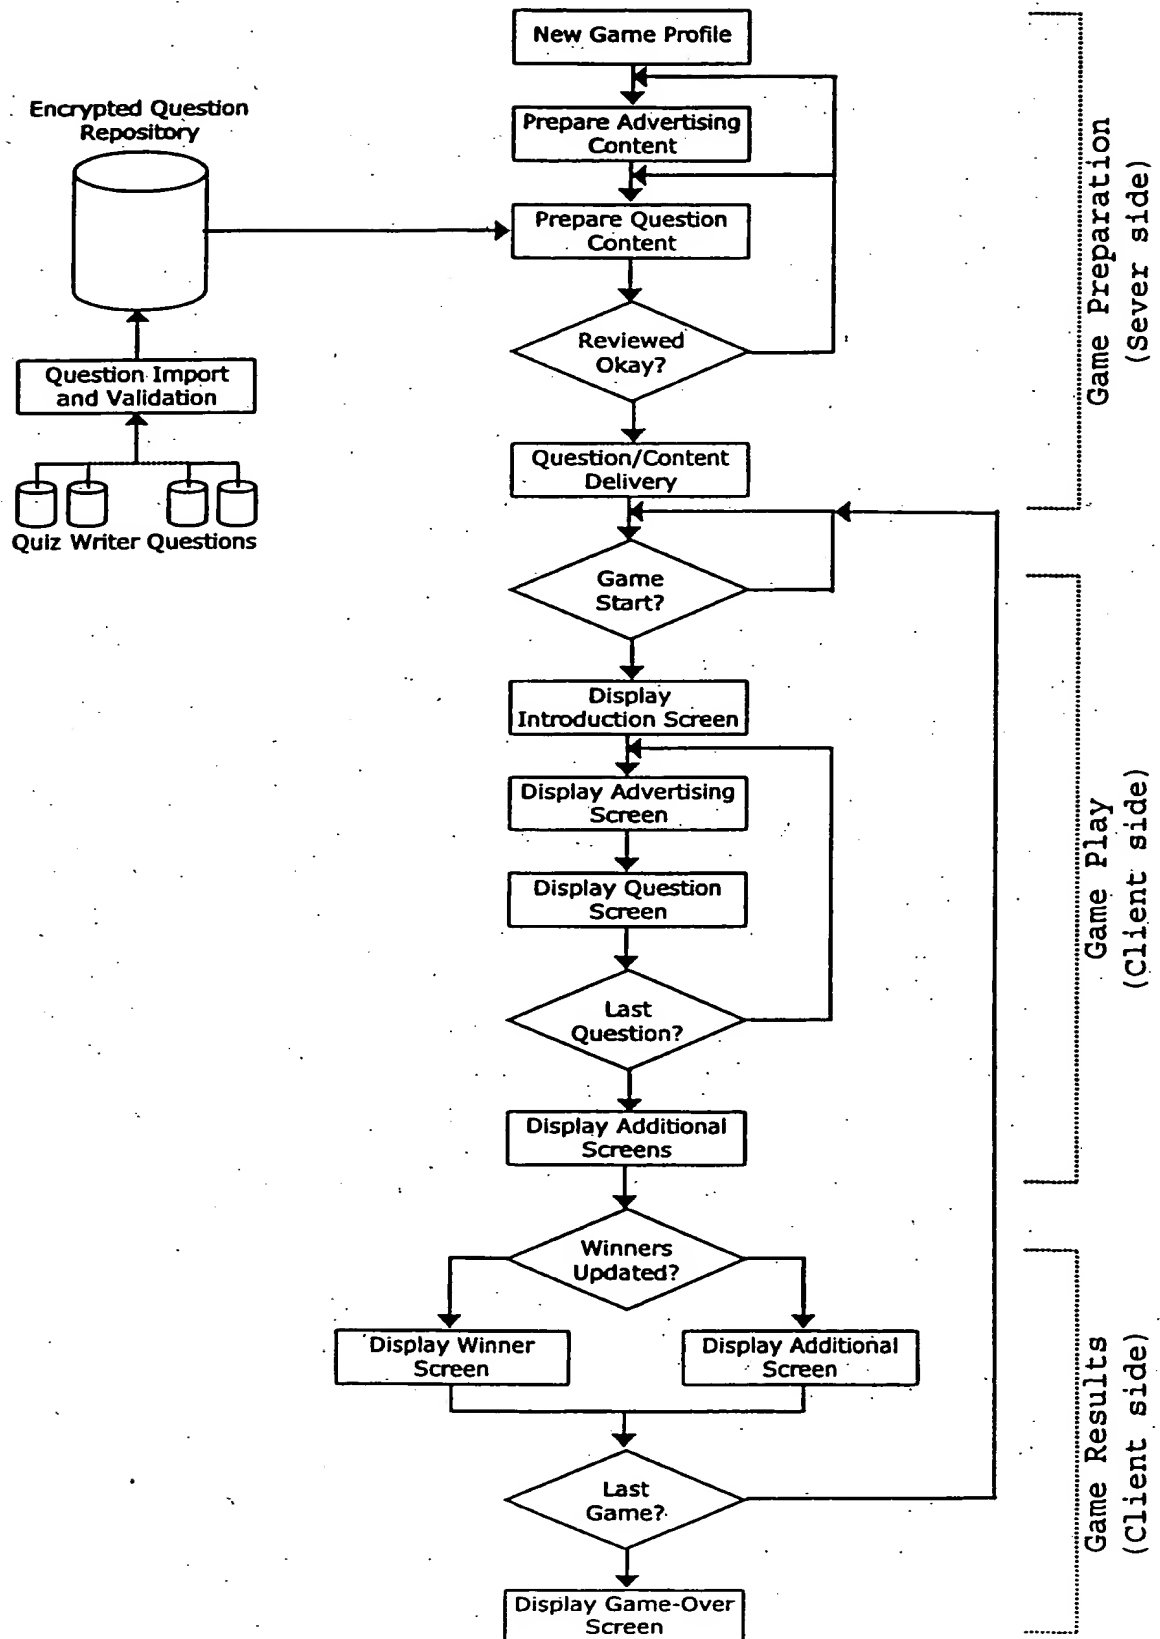 New Game Profile
Encrypted Question
Repository
Prepare Advertising
Content
Prepare Question
Content
Reviewed
Okay?
Question Import
and Validation
Quiz Writer Questions
Question/Content
Delivery
Game Preparation
(Sever side)
Game
Start?
Display
Introduction Screen
Display Advertising
Screen
Display Question
Screen
Last
Question?
Display Additional
Screens
Game Play
(Client side)
Winners
Updated?
Display Winner
Screen
Display Additional
Screen
Last
Game?
Display Game-Over
Screen
Game Results
(Client side)